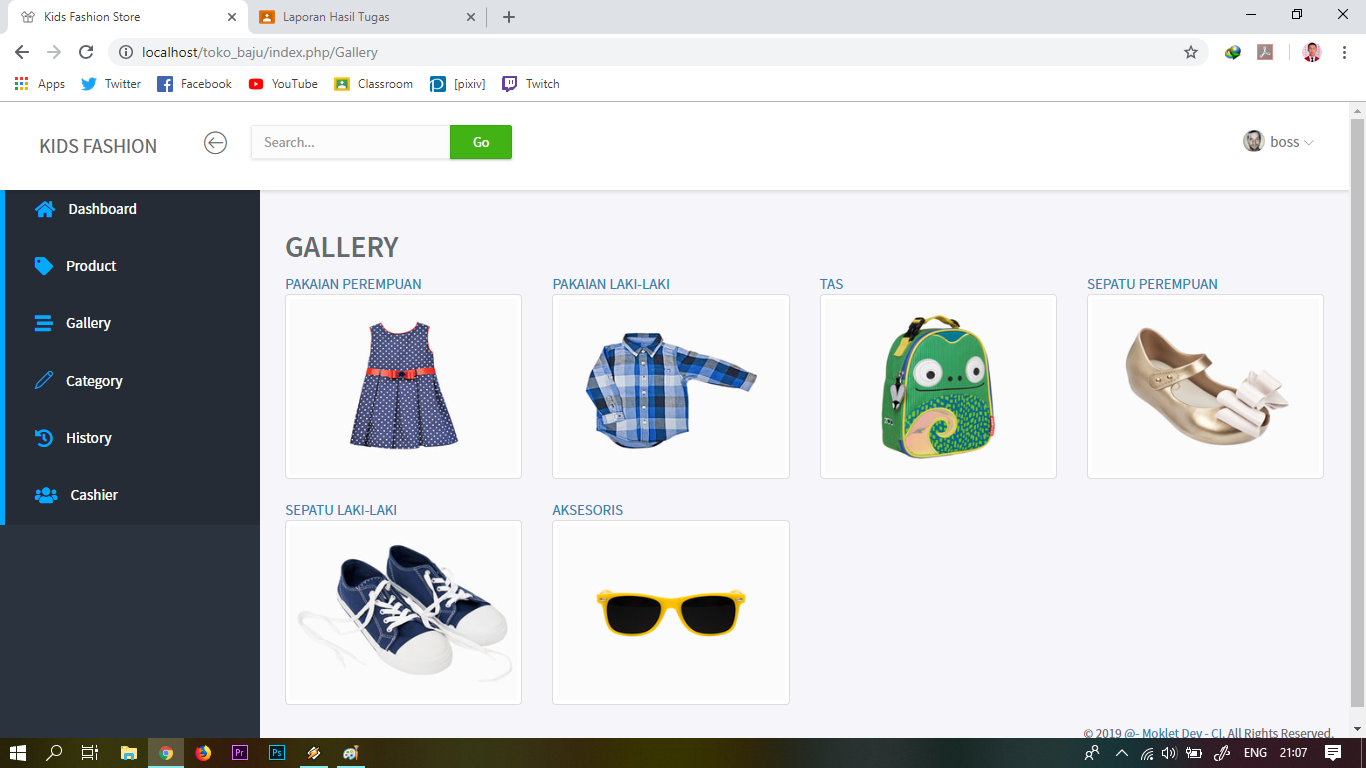 Kids Fashion Store
Laporan Hasil Tugas
localhost/toko_baju/index.php/Gallery
Apps
Twitter
Facebook
YouTube
Classroom
[pixiv]
Twitch
KIDS FASHION
Search...
Go
boss
Dashboard
Product
Gallery
Category
History
Cashier
GALLERY
PAKAIAN PEREMPUAN
PAKAIAN LAKI-LAKI
TAS
SEPATU PEREMPUAN
SEPATU LAKI-LAKI
AKSESORIS
© 2019 @- Moklet Dev - CI. All Rights Reserved.
Pr
Ps
ENG
21:07